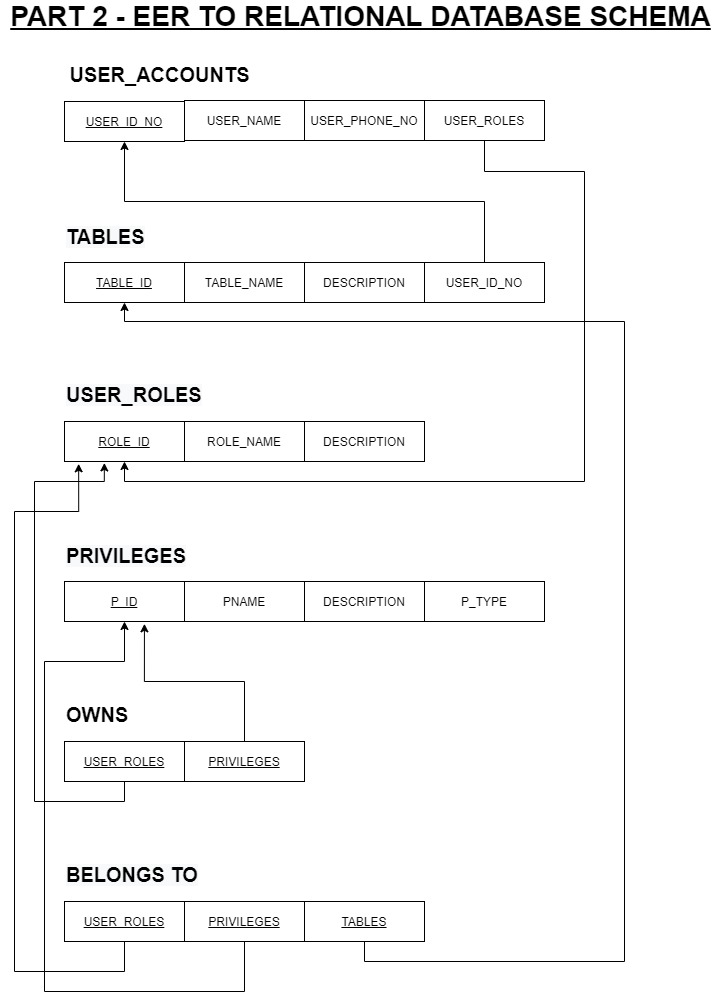 PART 2 - EER TO RELATIONAL DATABASE SCHEMA
USER_ACCOUNTS
USER_ID_NO USER_NAME USER_PHONE_NO USER_ROLES
TABLES
TABLE_ID TABLE_NAME DESCRIPTION USER_ID_NO
USER_ROLES
ROLE_ID ROLE_NAME DESCRIPTION
PRIVILEGES
P_ID PNAME DESCRIPTION P_TYPE
OWNS
USER_ROLES PRIVILEGES
BELONGS TO
USER_ROLES PRIVILEGES TABLES